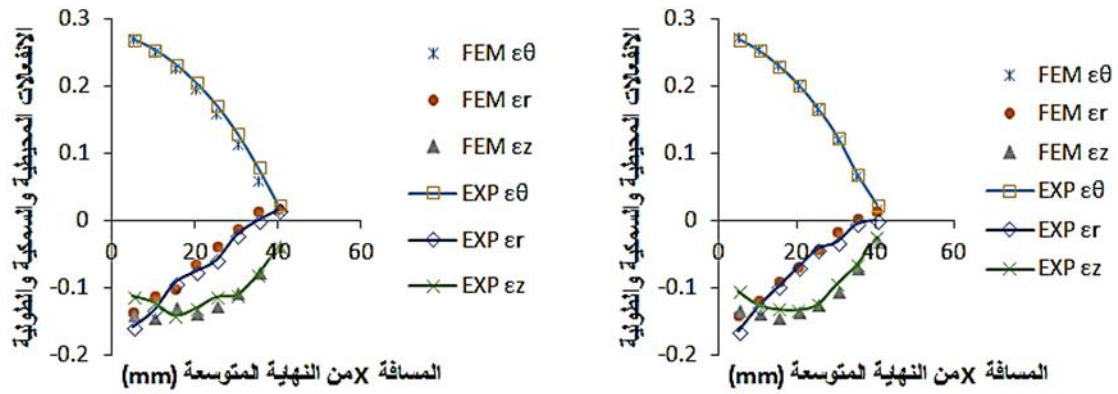 الانفعالات المحيطية والسمكية والطولية
0.3
0.2
0.1
0
-0.1
-0.2
0 20 40 60
المسافة X من النهاية المتوسعة (mm)
FEM εθ
FEM εr
FEM εz
EXP εθ
EXP εr
EXP εz
الانفعالات المحيطية والسمكية والطولية
0.3
0.2
0.1
0
-0.1
-0.2
0 20 40 60
المسافة X من النهاية المتوسعة (mm)
FEM εθ
FEM εr
FEM εz
EXP εθ
EXP εr
EXP εz